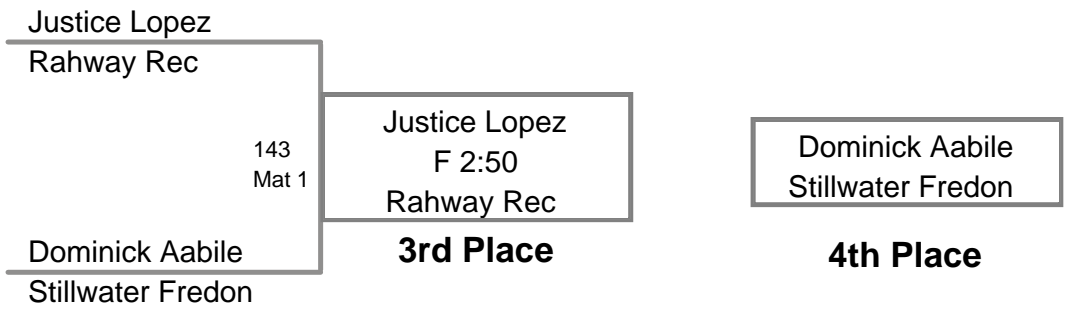 Justice Lopez
Rahway Rec
143
Mat 1
Dominick Aabile
Stillwater Fredon
Justice Lopez
F 2:50
Rahway Rec
3rd Place
Dominick Aabile
Stillwater Fredon
4th Place